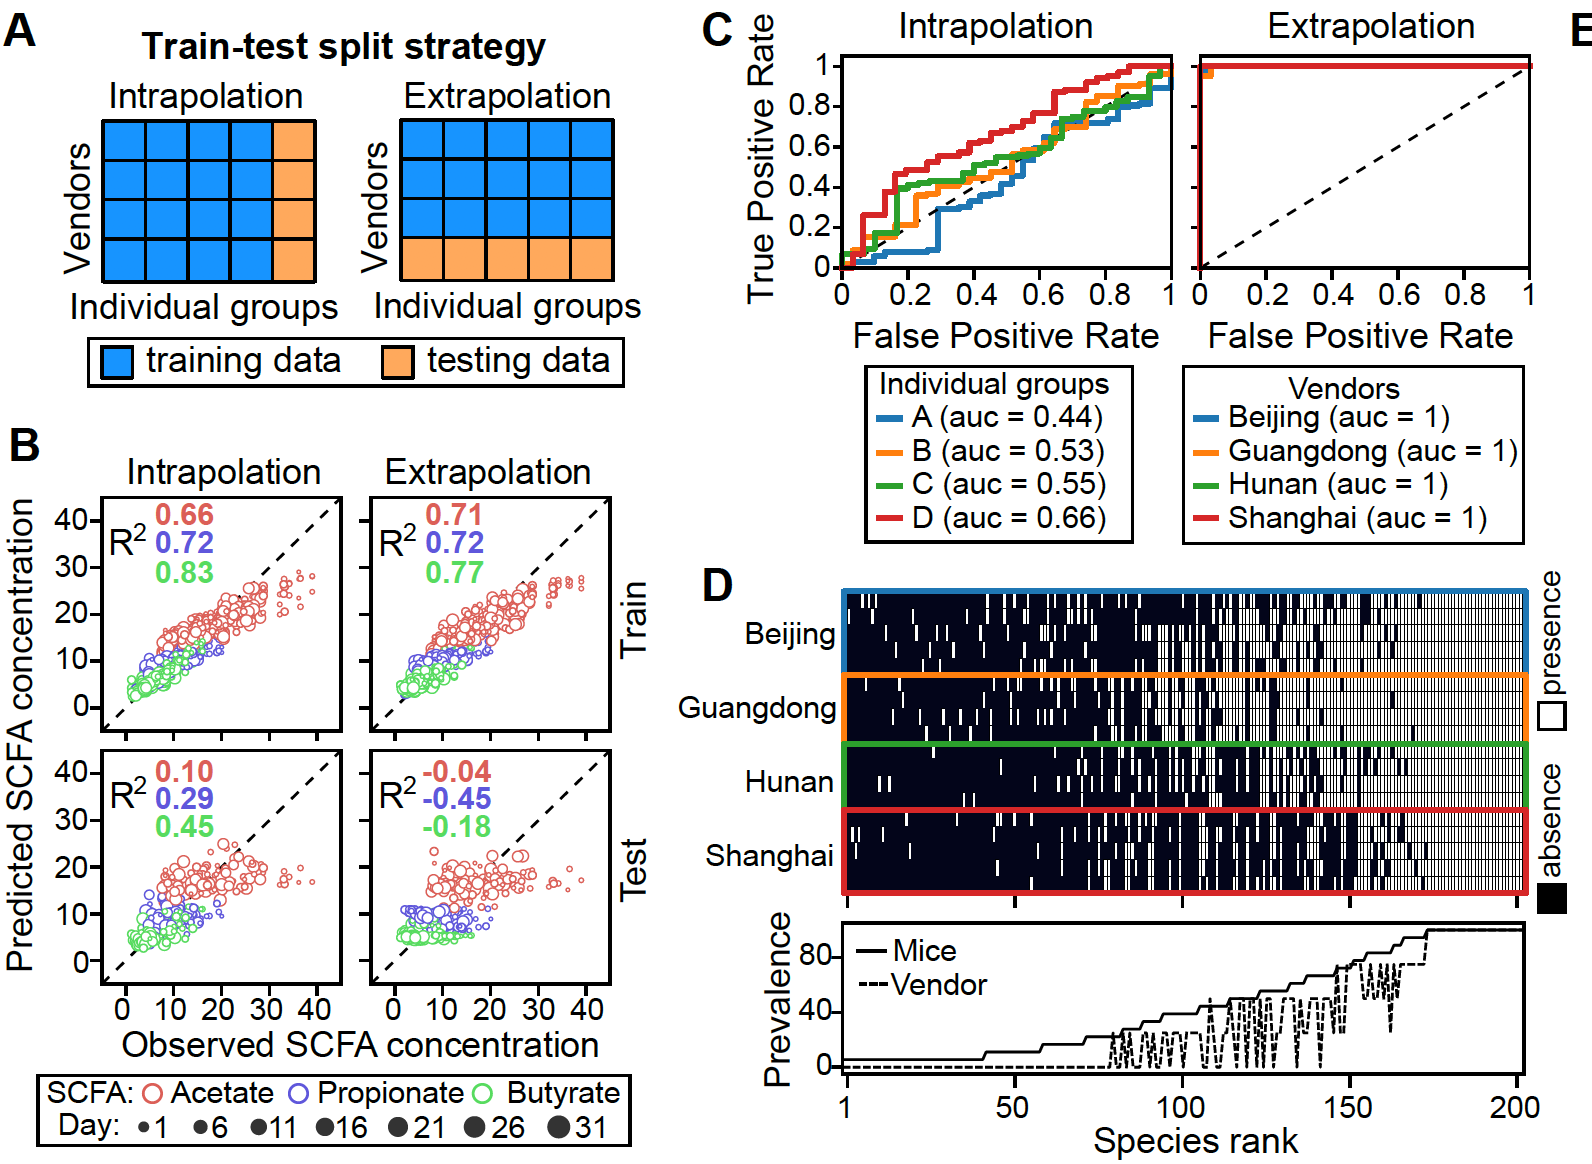 A
Train-test split strategy
Intrapolation
Extrapolation
Vendors
Vendors
Individual groups
Individual groups
training data
testing data
B
Intrapolation
Extrapolation
Predicted SCFA concentration
40
30
20
10
0
R2
0.66
0.72
0.83
0.71
0.72
0.77
Train
40
30
20
10
0
R2
0.10
0.29
0.45
R2
-0.04
-0.45
-0.18
Test
0 10 20 30 40
0 10 20 30 40
Observed SCFA concentration
SCFA: Acetate Propionate Butyrate
Day: 1 6 11 16 21 26 31
C
Intrapolation
Extrapolation
True Positive Rate
1
0.8
0.6
0.4
0.2
0
0 0.2 0.4 0.6 0.8 1
0 0.2 0.4 0.6 0.8 1
False Positive Rate
False Positive Rate
Individual groups
A (auc = 0.44)
B (auc = 0.53)
C (auc = 0.55)
D (auc = 0.66)
Vendors
Beijing (auc = 1)
Guangdong (auc = 1)
Hunan (auc = 1)
Shanghai (auc = 1)
D
Beijing
Guangdong
Hunan
Shanghai
presence
absence
Prevalence
80
40
0
Mice
Vendor
1 50 100 150 200
Species rank
E